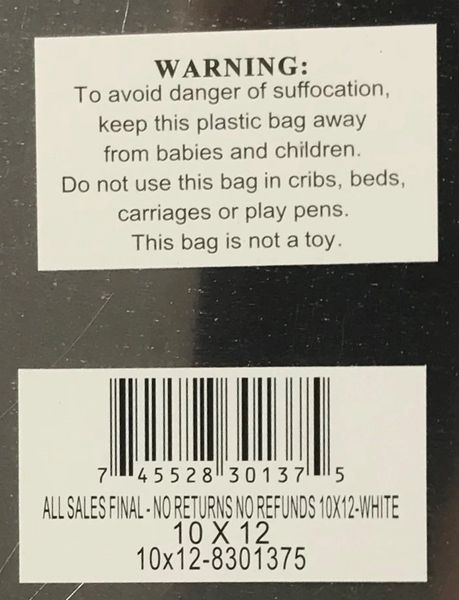 WARNING:
To avoid danger of suffocation,
keep this plastic bag away
from babies and children.
Do not use this bag in cribs, beds,
carriages or play pens.
This bag is not a toy.
7 45528 30137 5
ALL SALES FINAL - NO RETURNS NO REFUNDS 10X12-WHITE
10 X 12
10x12-8301375